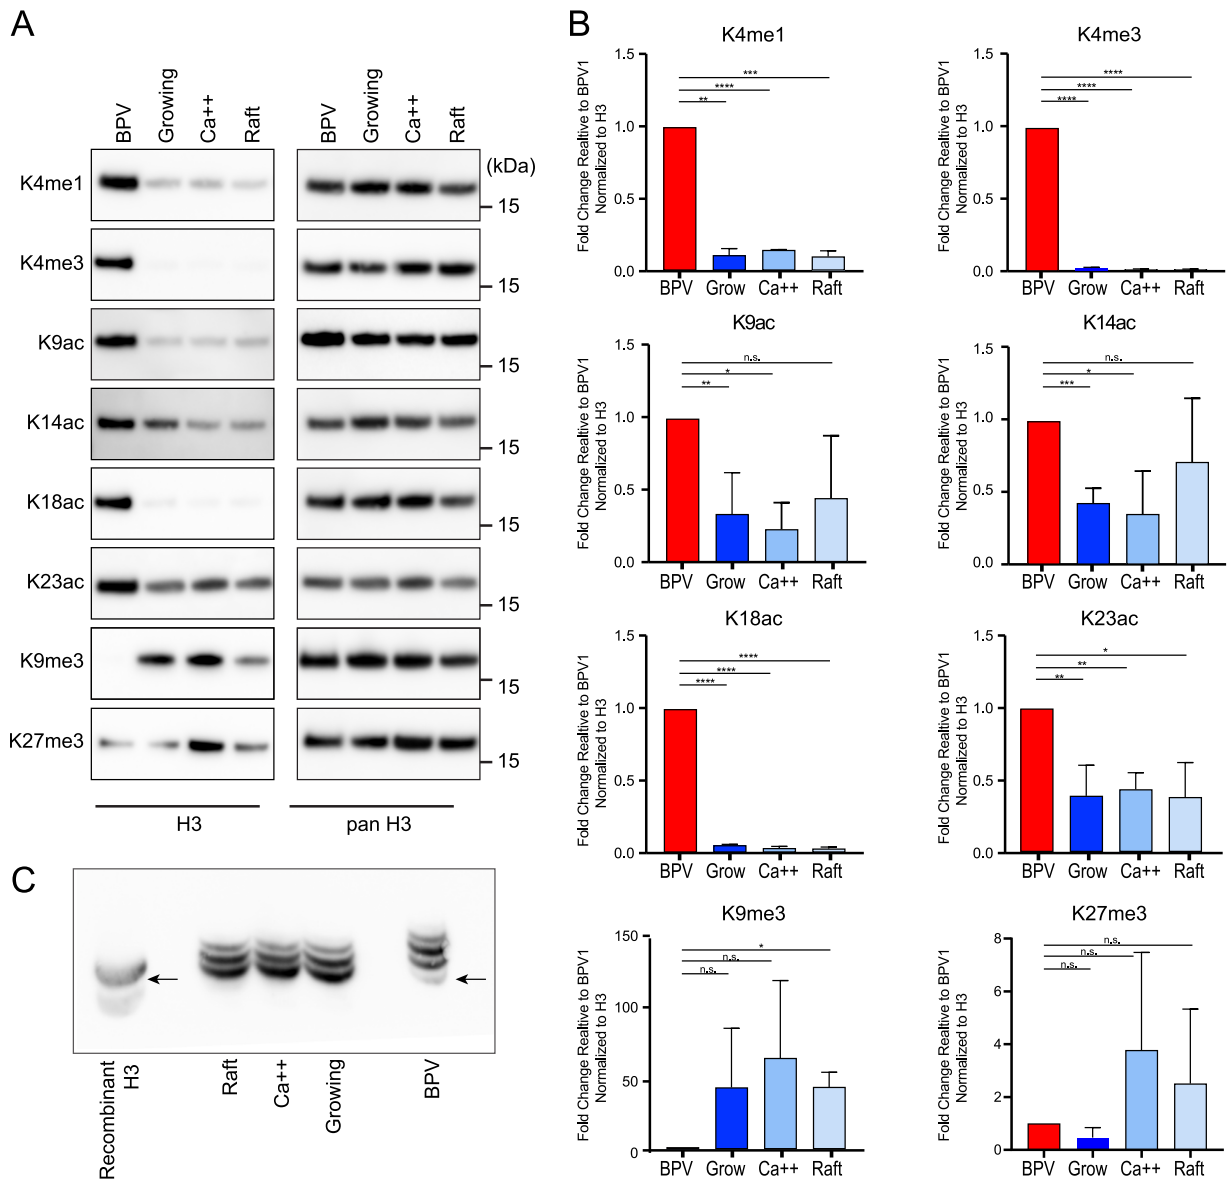 A
BPV
Growing
Ca++
Raft
BPV
Growing
Ca++
Raft
(kDa)
K4me1
15
K4me3
15
K9ac
15
K14ac
15
K18ac
15
K23ac
15
K9me3
15
K27me3
15
H3
pan H3
B
K4me1
Fold Change Realtive to BPV1
Normalized to H3
1.5
1.0
0.5
0.0
***
****
**
BPV
Grow
Ca++
Raft
K4me3
Fold Change Realtive to BPV1
Normalized to H3
1.5
1.0
0.5
0.0
****
****
****
BPV
Grow
Ca++
Raft
K9ac
Fold Change Realtive to BPV1
Normalized to H3
1.5
1.0
0.5
0.0
n.s.
*
**
BPV
Grow
Ca++
Raft
K14ac
Fold Change Realtive to BPV1
Normalized to H3
1.5
1.0
0.5
0.0
n.s.
*
***
BPV
Grow
Ca++
Raft
K18ac
Fold Change Realtive to BPV1
Normalized to H3
1.5
1.0
0.5
0.0
****
****
****
BPV
Grow
Ca++
Raft
K23ac
Fold Change Realtive to BPV1
Normalized to H3
1.5
1.0
0.5
0.0
*
**
**
BPV
Grow
Ca++
Raft
K9me3
Fold Change Realtive to BPV1
Normalized to H3
150
100
50
0
*
n.s.
n.s.
BPV
Grow
Ca++
Raft
K27me3
Fold Change Realtive to BPV1
Normalized to H3
8
6
4
2
0
n.s.
n.s.
n.s.
BPV
Grow
Ca++
Raft
C
Recombinant
H3
Raft
Ca++
Growing
BPV